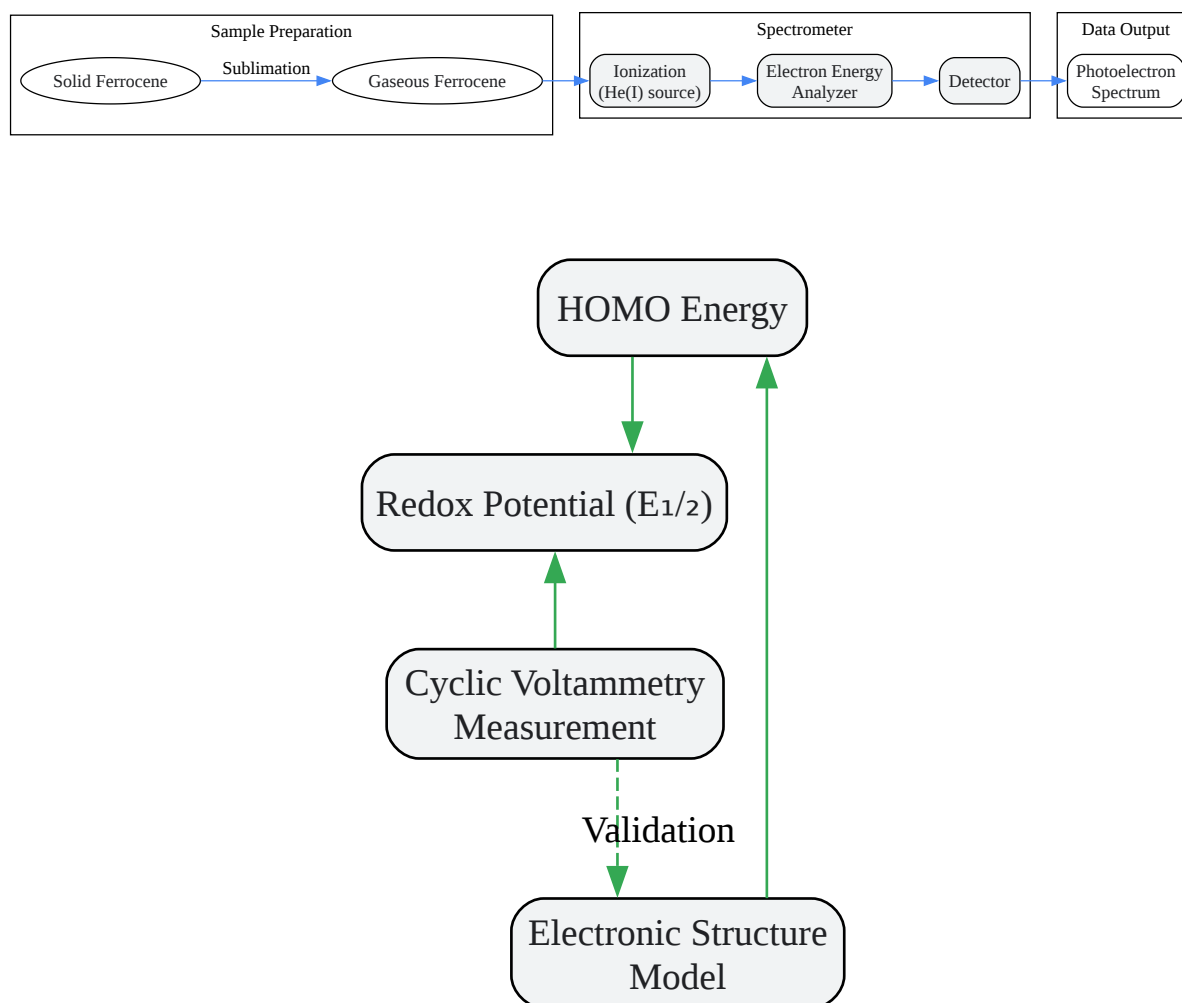 Sample Preparation
Solid Ferrocene
Sublimation
Gaseous Ferrocene
Spectrometer
Ionization
(He(I) source)
Electron Energy
Analyzer
Detector
Data Output
Photoelectron
Spectrum
HOMO Energy
Redox Potential (E₁/₂)
Cyclic Voltammetry
Measurement
Validation
Electronic Structure
Model